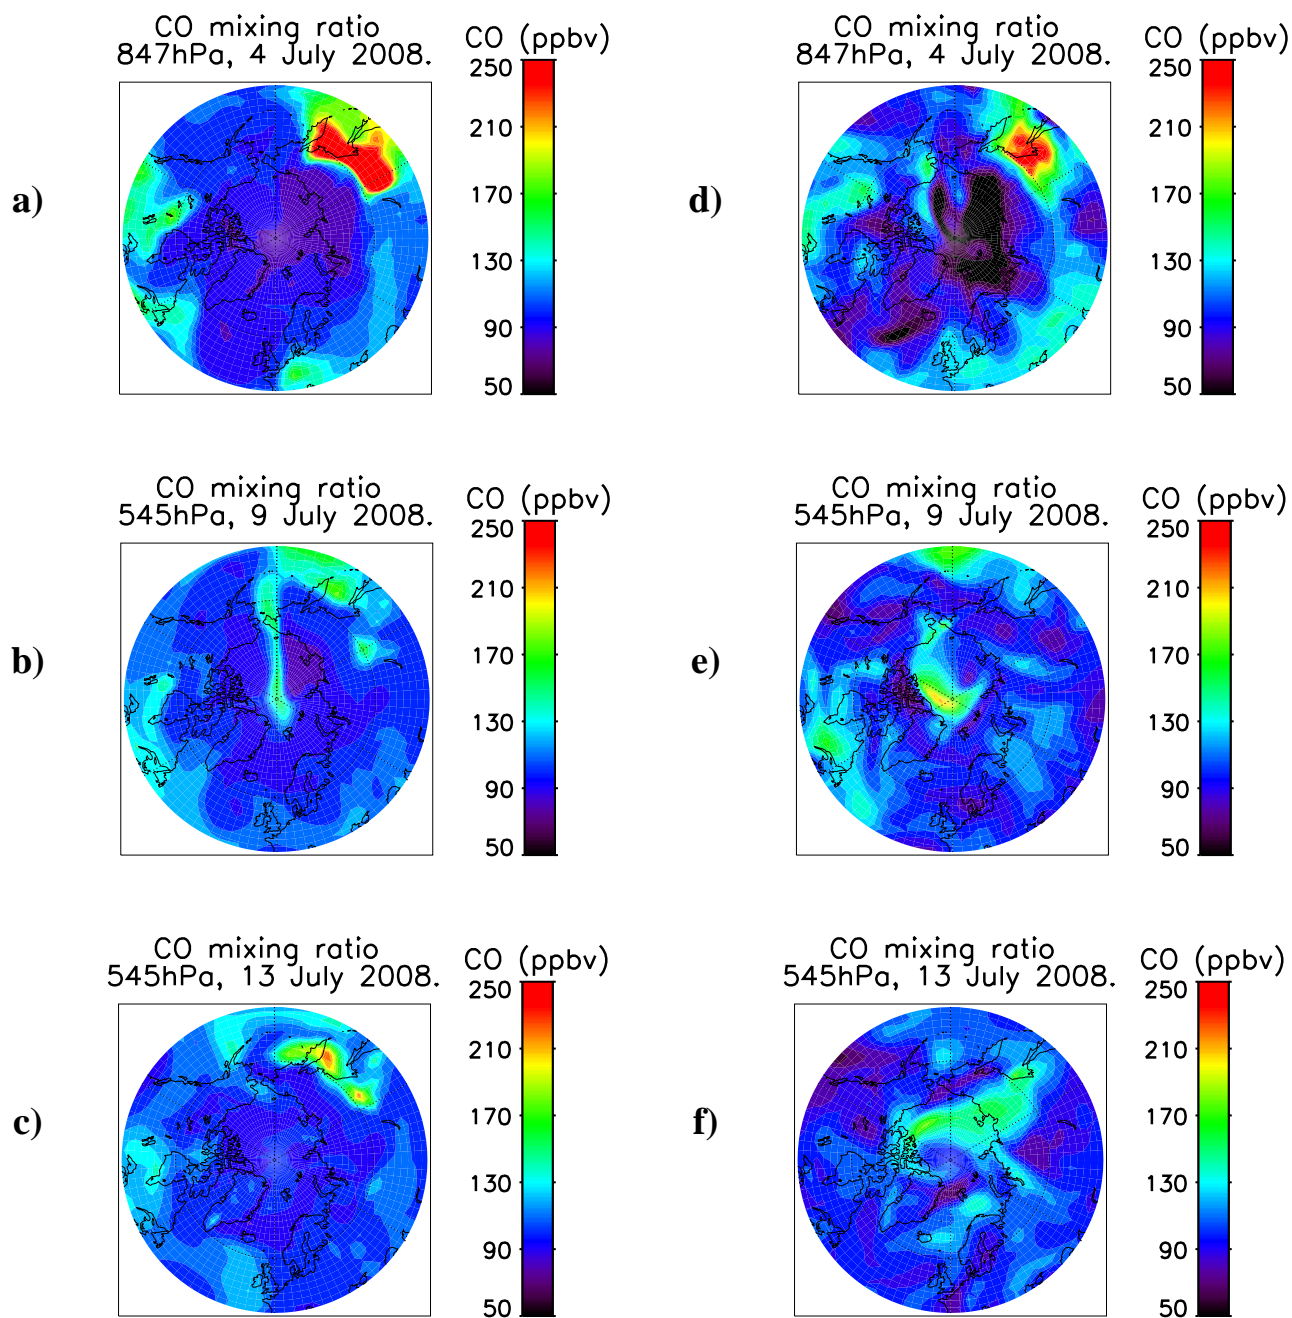 CO mixing ratio
847hPa, 4 July 2008.
CO (ppbv)
250
210
170
130
90
50
a)
CO mixing ratio
847hPa, 4 July 2008.
CO (ppbv)
250
210
170
130
90
50
d)
CO mixing ratio
545hPa, 9 July 2008.
CO (ppbv)
250
210
170
130
90
50
b)
CO mixing ratio
545hPa, 9 July 2008.
CO (ppbv)
250
210
170
130
90
50
e)
CO mixing ratio
545hPa, 13 July 2008.
CO (ppbv)
250
210
170
130
90
50
c)
CO mixing ratio
545hPa, 13 July 2008.
CO (ppbv)
250
210
170
130
90
50
f)